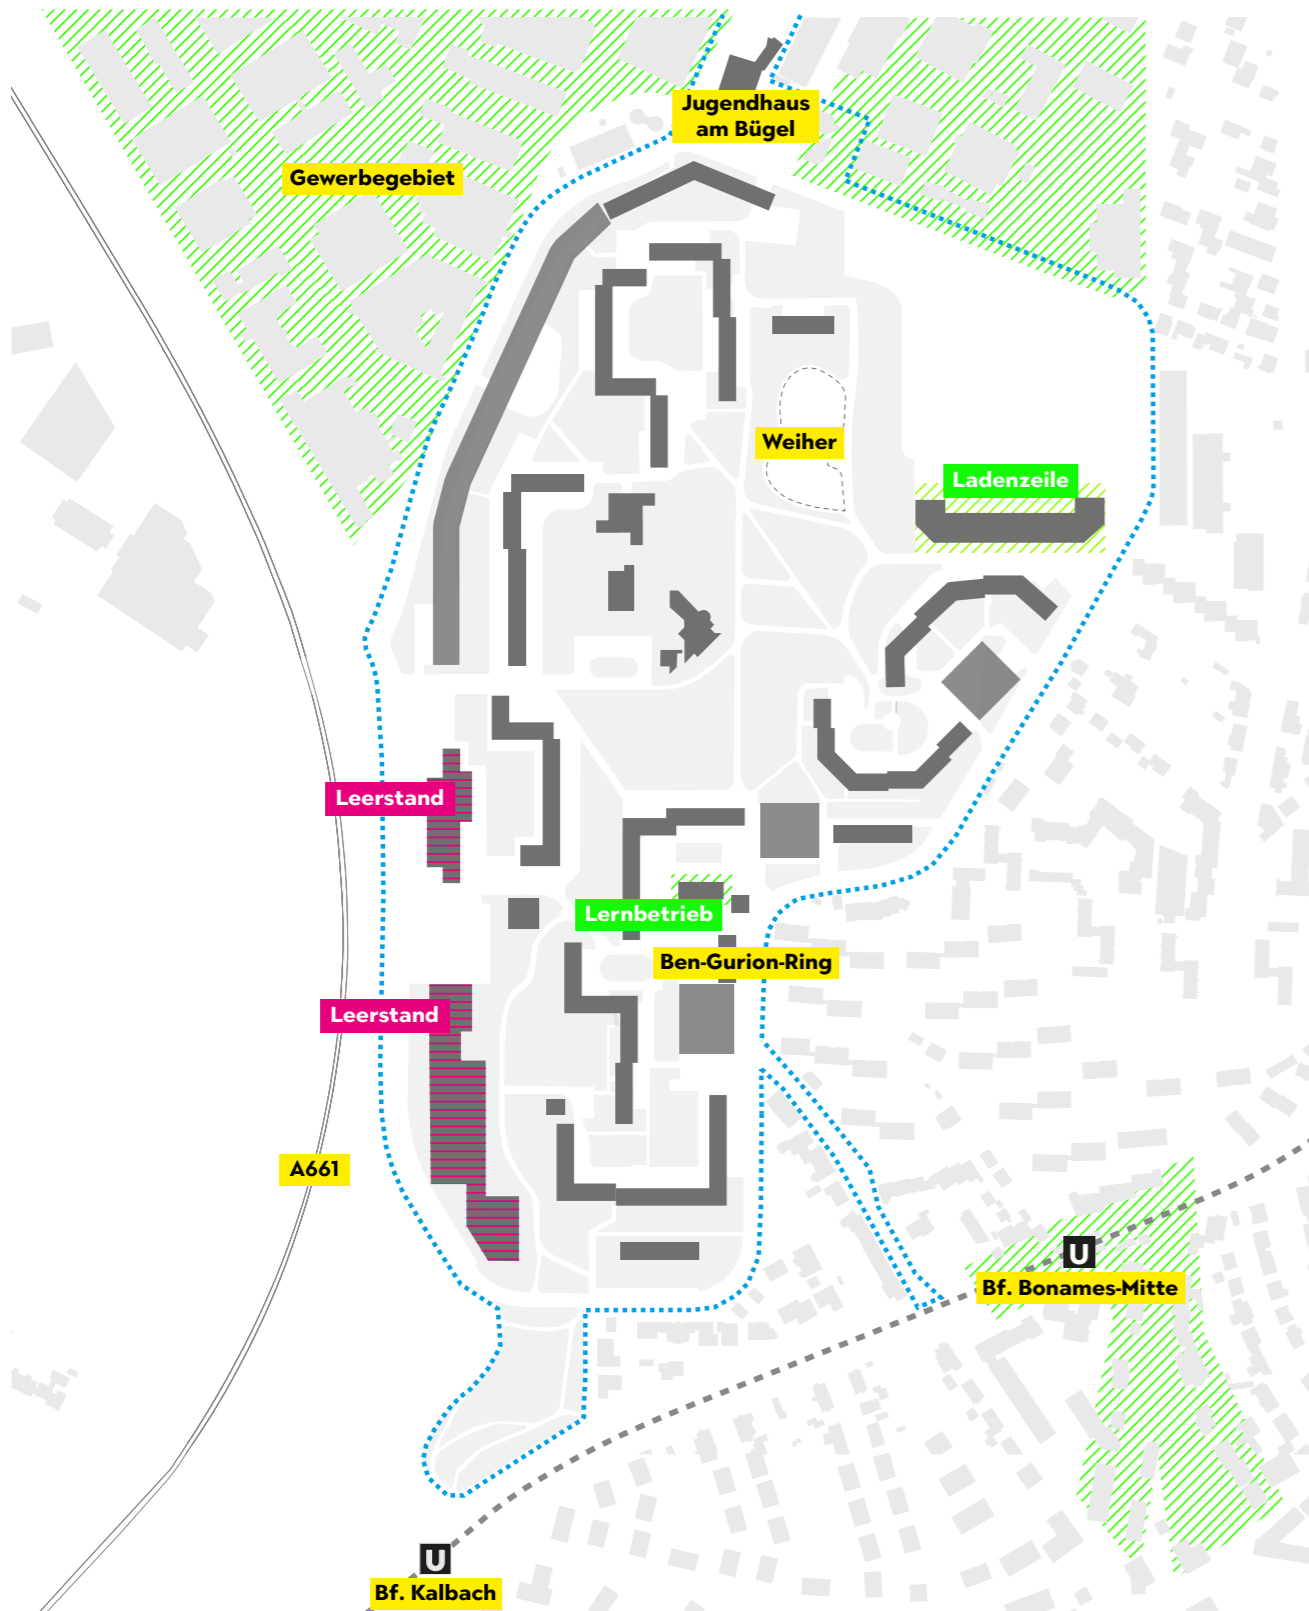 Jugendhaus
am Bügel
Gewerbegebiet
Weiher
Ladenzeile
Leerstand
Lernbetrieb
Ben-Gurion-Ring
Leerstand
A661
U
Bf. Bonames-Mitte
U
Bf. Kalbach